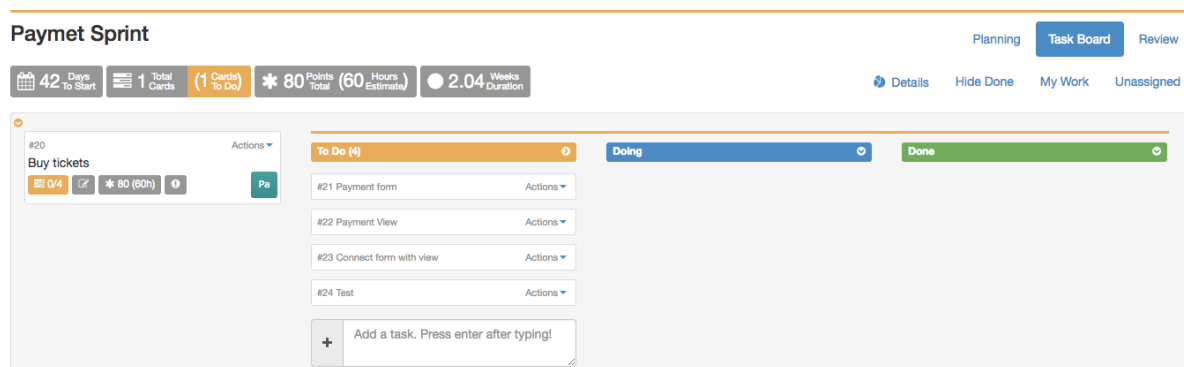 Paymet Sprint
Planning Task Board Review
42 Days To Start 1 Total Cards (1 Cards To Do) 80 Points Total (60 Hours Estimate) 2.04 Weeks Duration
Details Hide Done My Work Unassigned
#20 Actions
Buy tickets
0/4 80 (60h) Pa
To Do (4) Doing Done
#21 Payment form Actions
#22 Payment View Actions
#23 Connect form with view Actions
#24 Test Actions
+ Add a task. Press enter after typing!